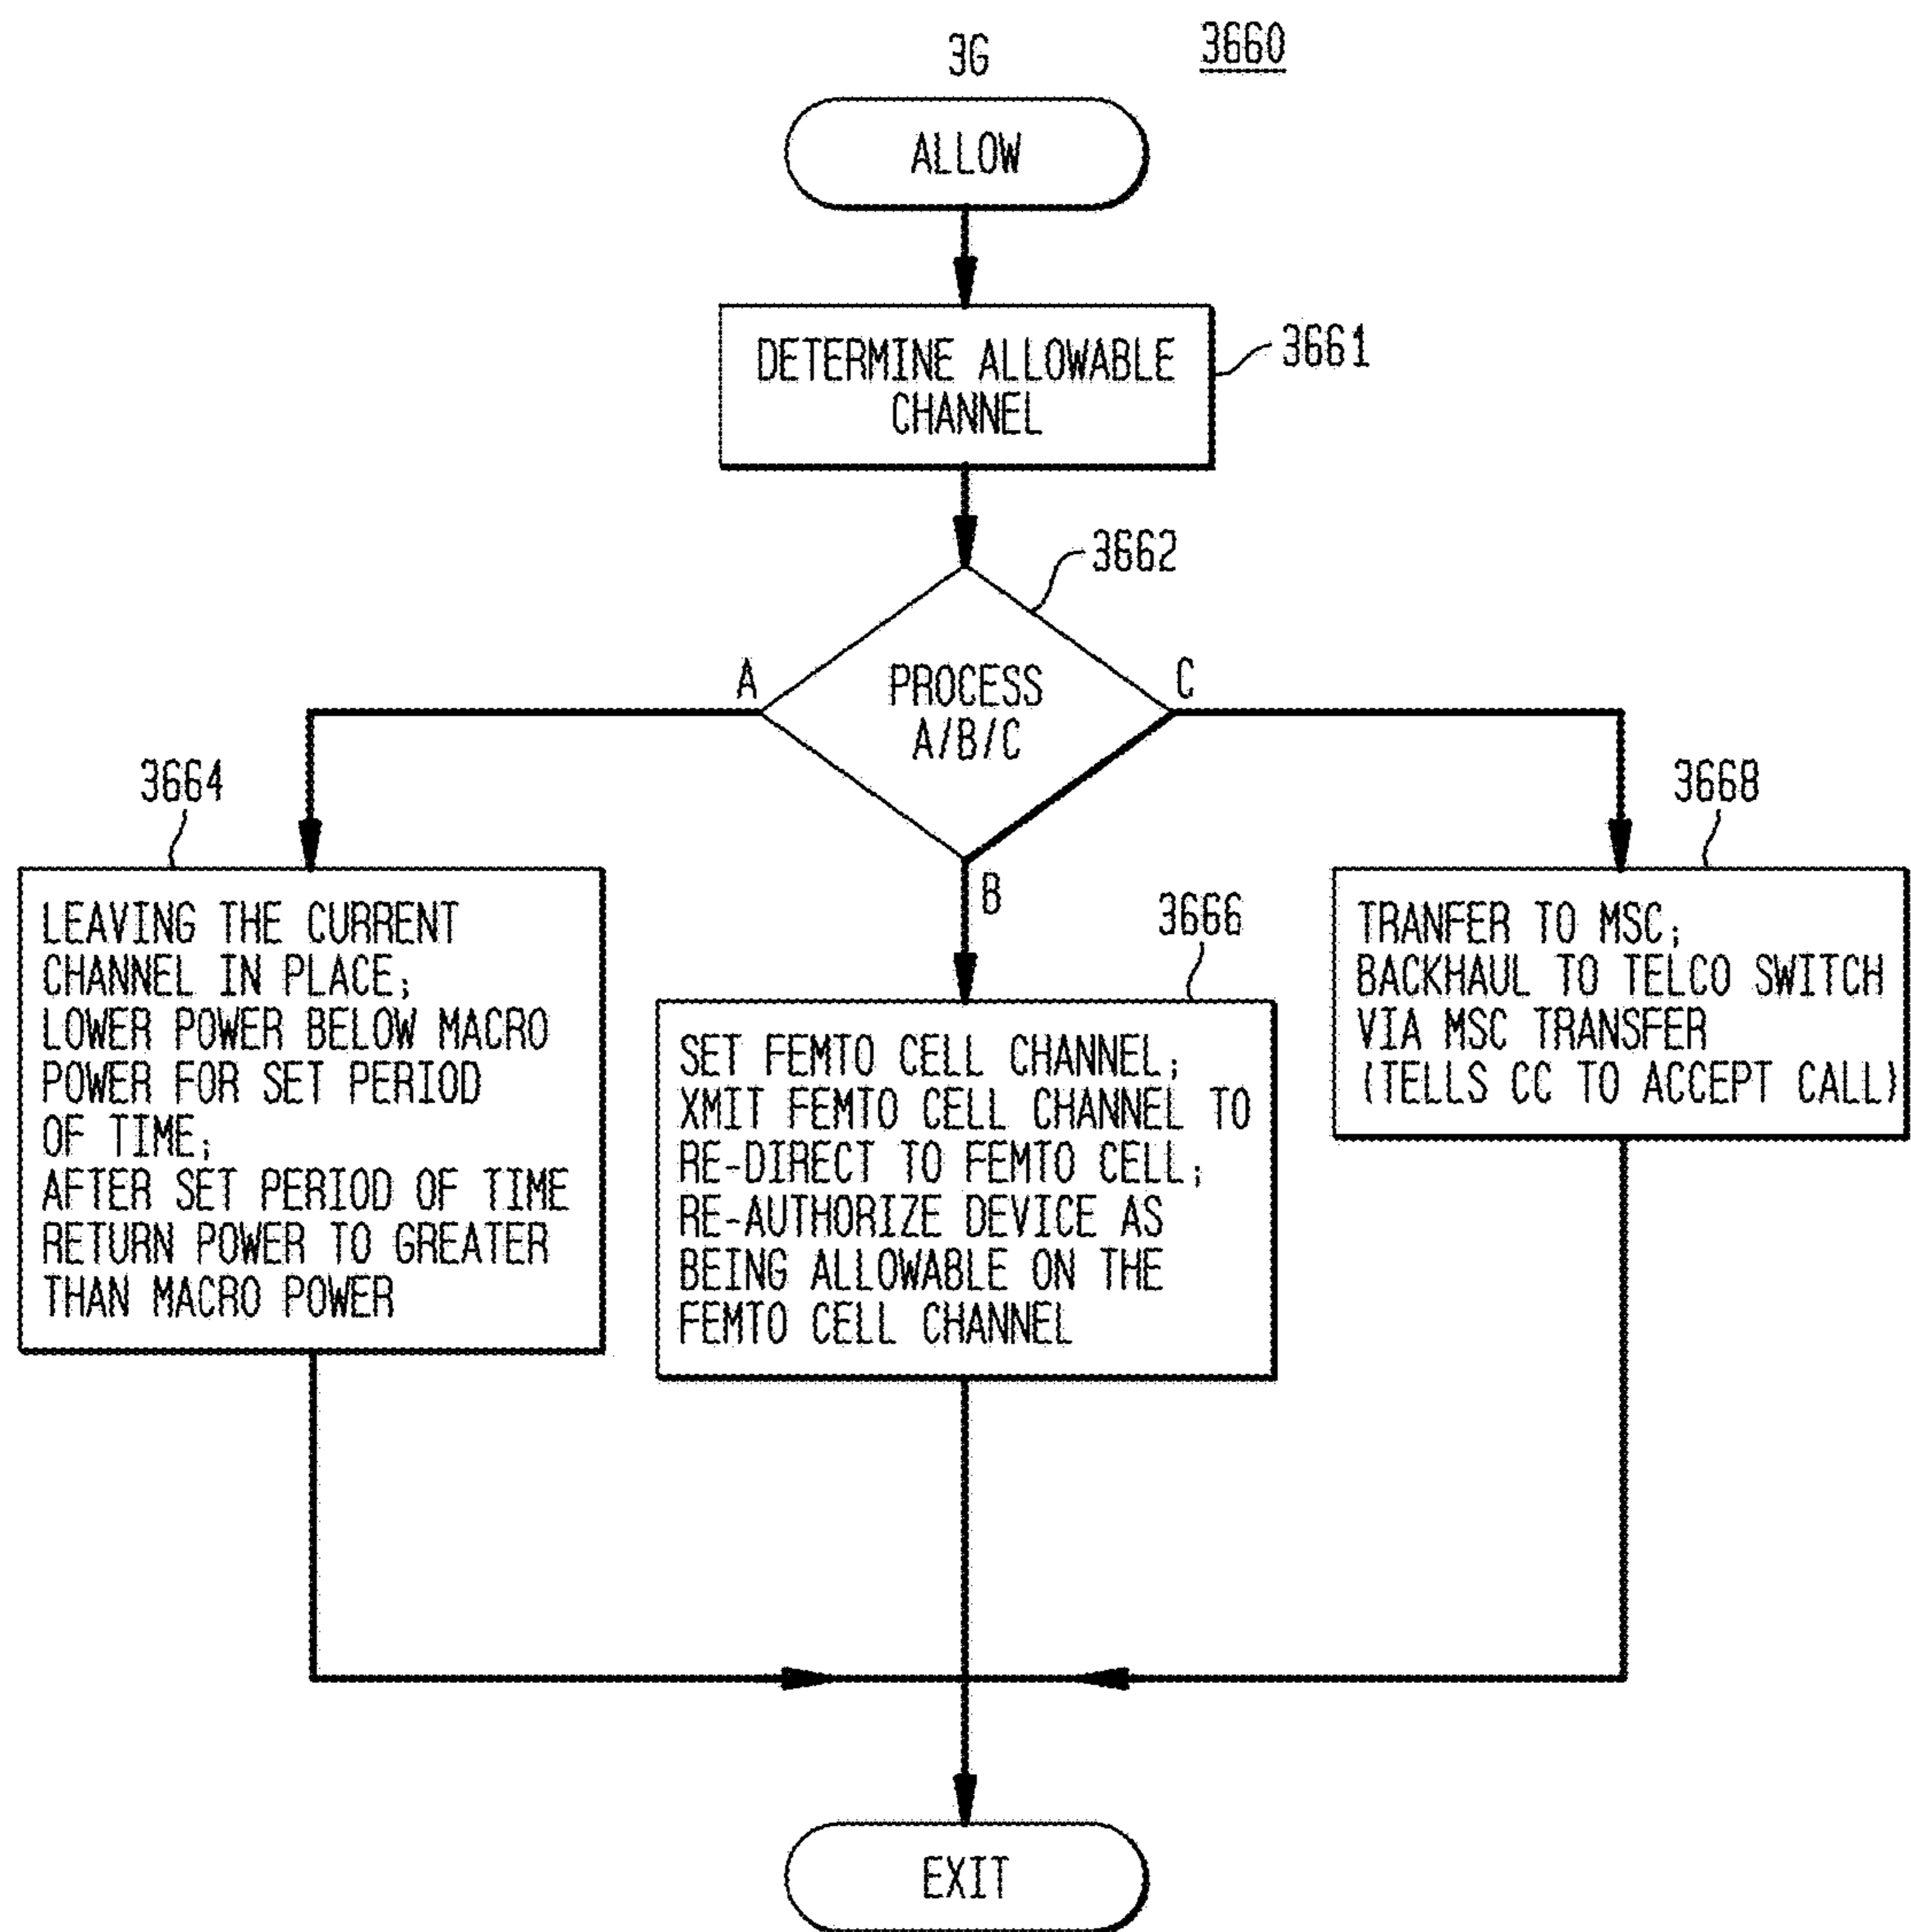 3G
3660
ALLOW
DETERMINE ALLOWABLE
CHANNEL
3661
3662
PROCESS
A/B/C
A
C
B
3664
LEAVING THE CURRENT
CHANNEL IN PLACE;
LOWER POWER BELOW MACRO
POWER FOR SET PERIOD
OF TIME;
AFTER SET PERIOD OF TIME
RETURN POWER TO GREATER
THAN MACRO POWER
3666
SET FEMTO CELL CHANNEL;
XMIT FEMTO CELL CHANNEL TO
RE-DIRECT TO FEMTO CELL;
RE-AUTHORIZE DEVICE AS
BEING ALLOWABLE ON THE
FEMTO CELL CHANNEL
3668
TRANFER TO MSC;
BACKHAUL TO TELCO SWITCH
VIA MSC TRANSFER
(TELLS CC TO ACCEPT CALL)
EXIT